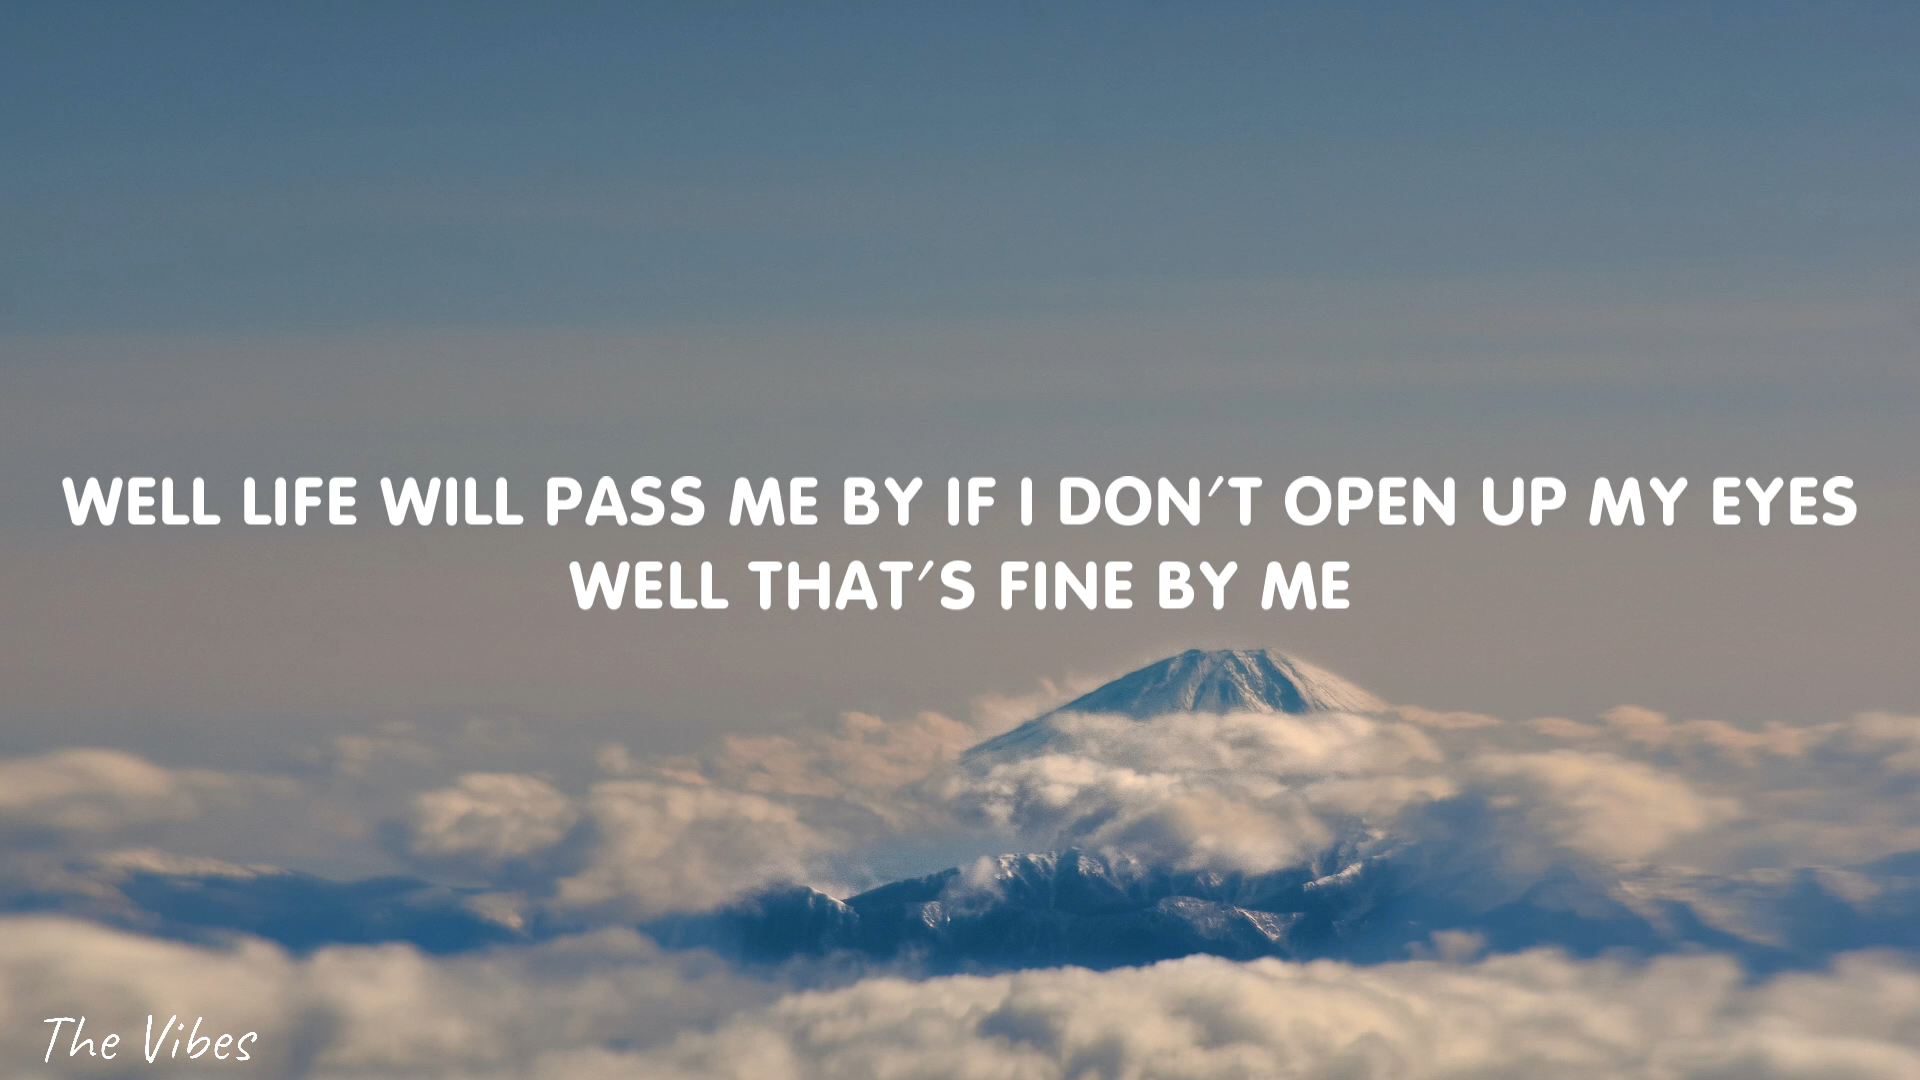 WELL LIFE WILL PASS ME BY IF I DON'T OPEN UP MY EYES
WELL THAT'S FINE BY ME
The Vibes